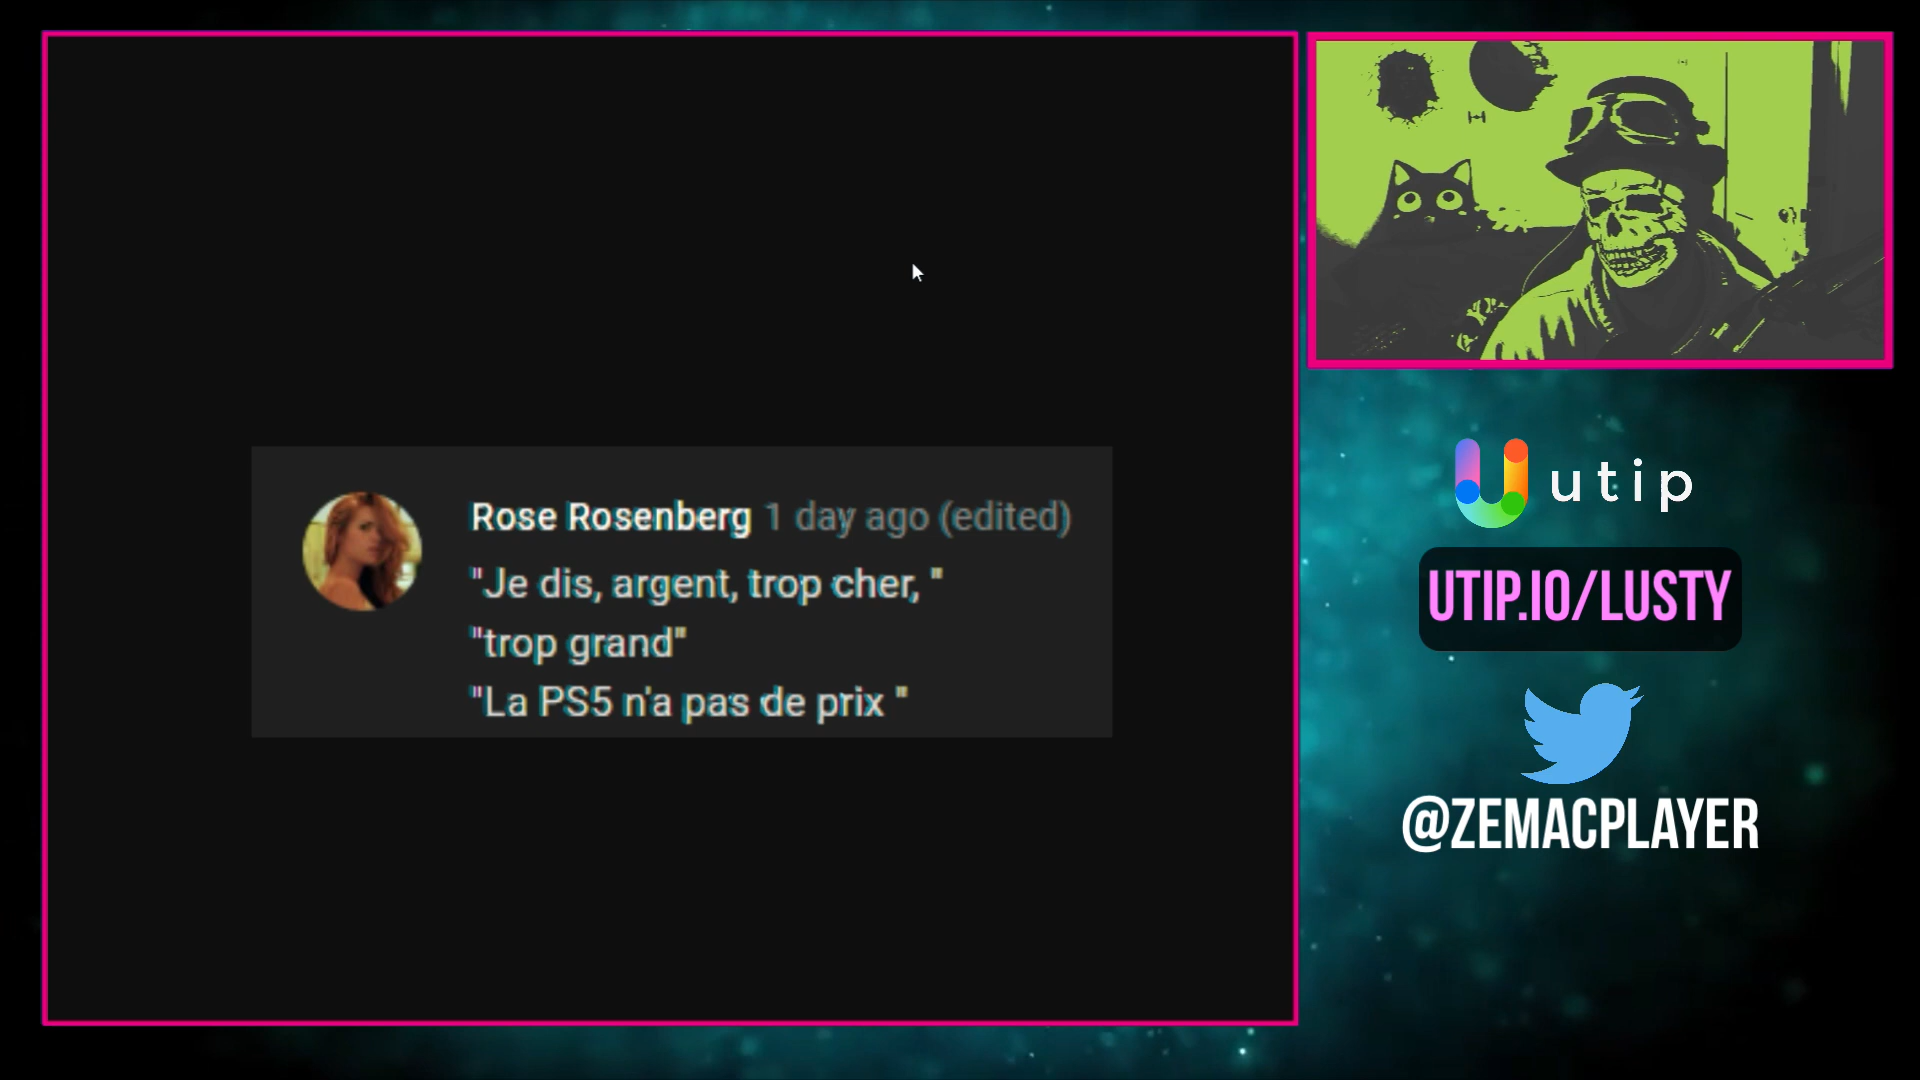 Rose Rosenberg 1 day ago (edited)
"Je dis, argent, trop cher, "
"trop grand"
"La PS5 n'a pas de prix "
utip
UTIP.IO/LUSTY
@ZEMACPLAYER